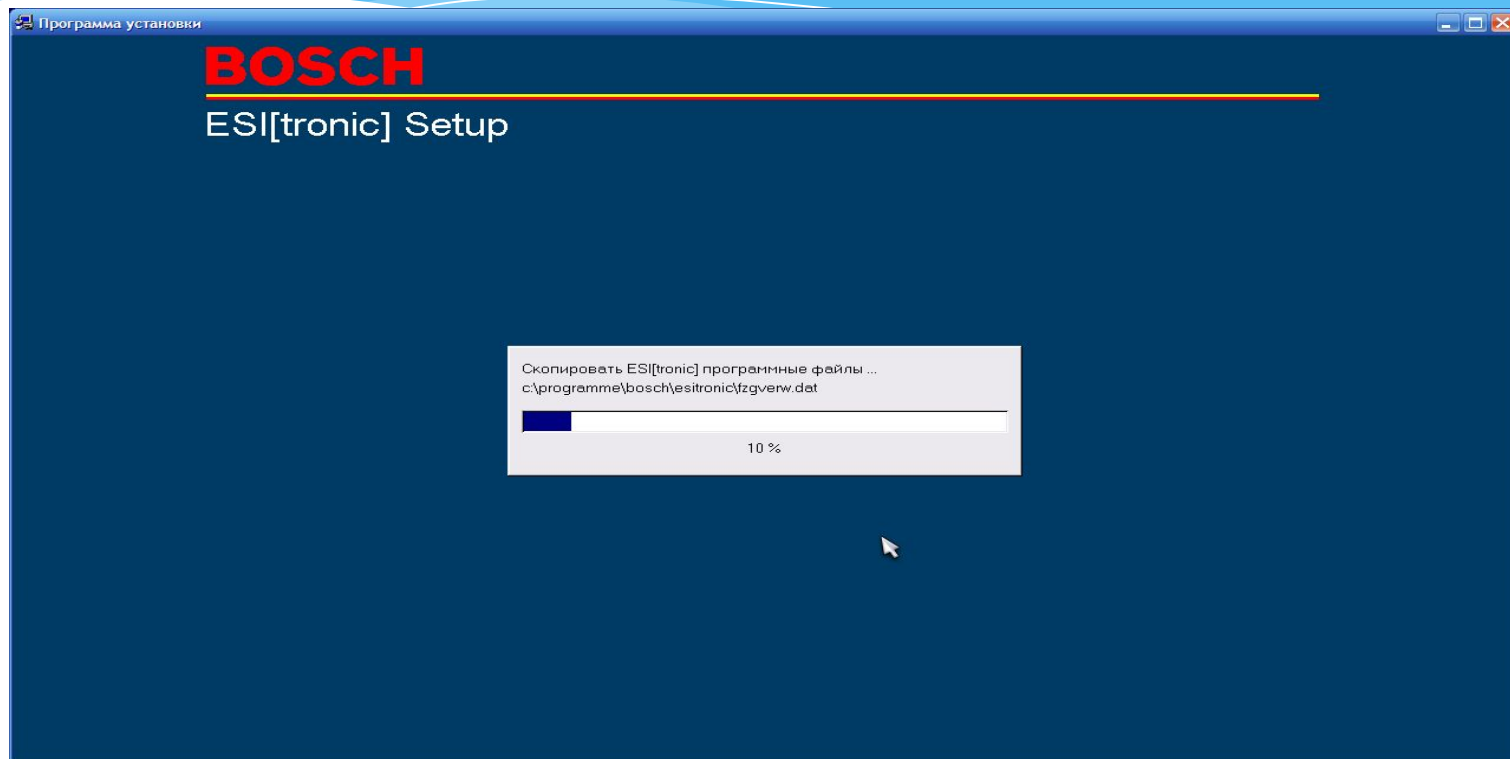 Программа установки
BOSCH
ESI[tronic] Setup
Скопировать ESI[tronic] программные файлы ...
c:\programme\bosch\esitronic\fzgverw.dat
10 %